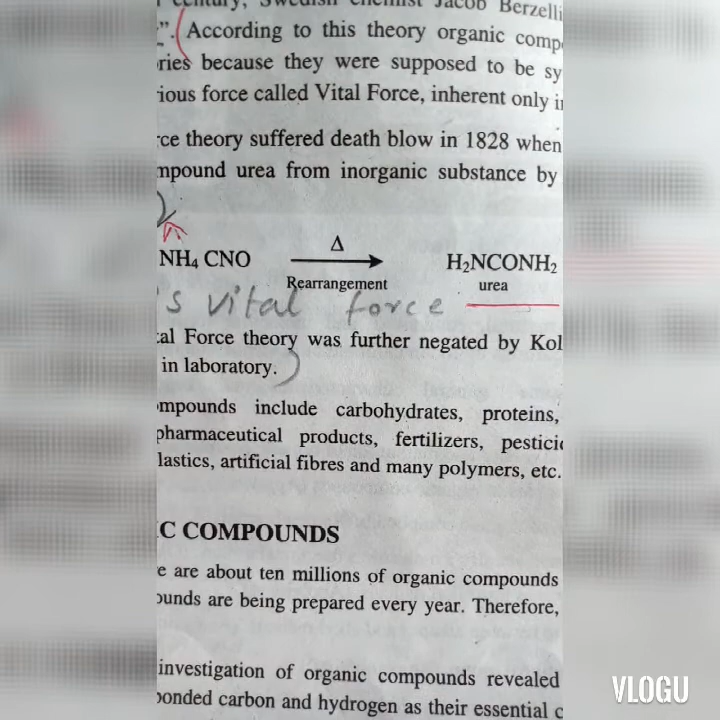 century, Swedish chemist Jacob Berzelli
". According to this theory organic comp
ries because they were supposed to be sy
ious force called Vital Force, inherent only i
ce theory suffered death blow in 1828 when
mpound urea from inorganic substance by
NH₄ CNO Δ Rearrangement H₂NCONH₂
urea
's vital force
al Force theory was further negated by Kol
in laboratory.
ompounds include carbohydrates, proteins,
pharmaceutical products, fertilizers, pestici
lastics, artificial fibres and many polymers, etc.
C COMPOUNDS
e are about ten millions of organic compounds
ounds are being prepared every year. Therefore,
investigation of organic compounds revealed
onded carbon and hydrogen as their essential c
VLOGU